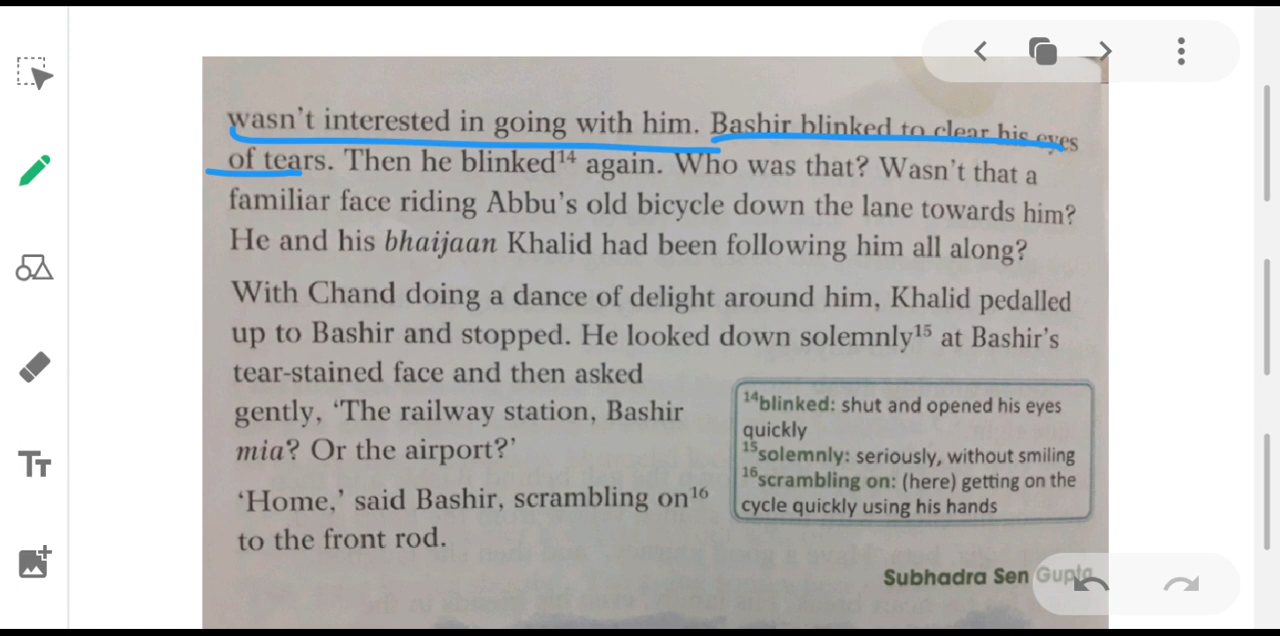 wasn't interested in going with him. Bashir blinked to clear his eyes
of tears. Then he blinked¹⁴ again. Who was that? Wasn't that a
familiar face riding Abbu's old bicycle down the lane towards him?
He and his bhaijaan Khalid had been following him all along?
With Chand doing a dance of delight around him, Khalid pedalled
up to Bashir and stopped. He looked down solemnly¹⁵ at Bashir's
tear-stained face and then asked
gently, ‘The railway station, Bashir
mia? Or the airport?’
‘Home,’ said Bashir, scrambling on¹⁶
to the front rod.
¹⁴blinked: shut and opened his eyes
quickly
¹⁵solemnly: seriously, without smiling
¹⁶scrambling on: (here) getting on the
cycle quickly using his hands
Subhadra Sen Gupta
TT